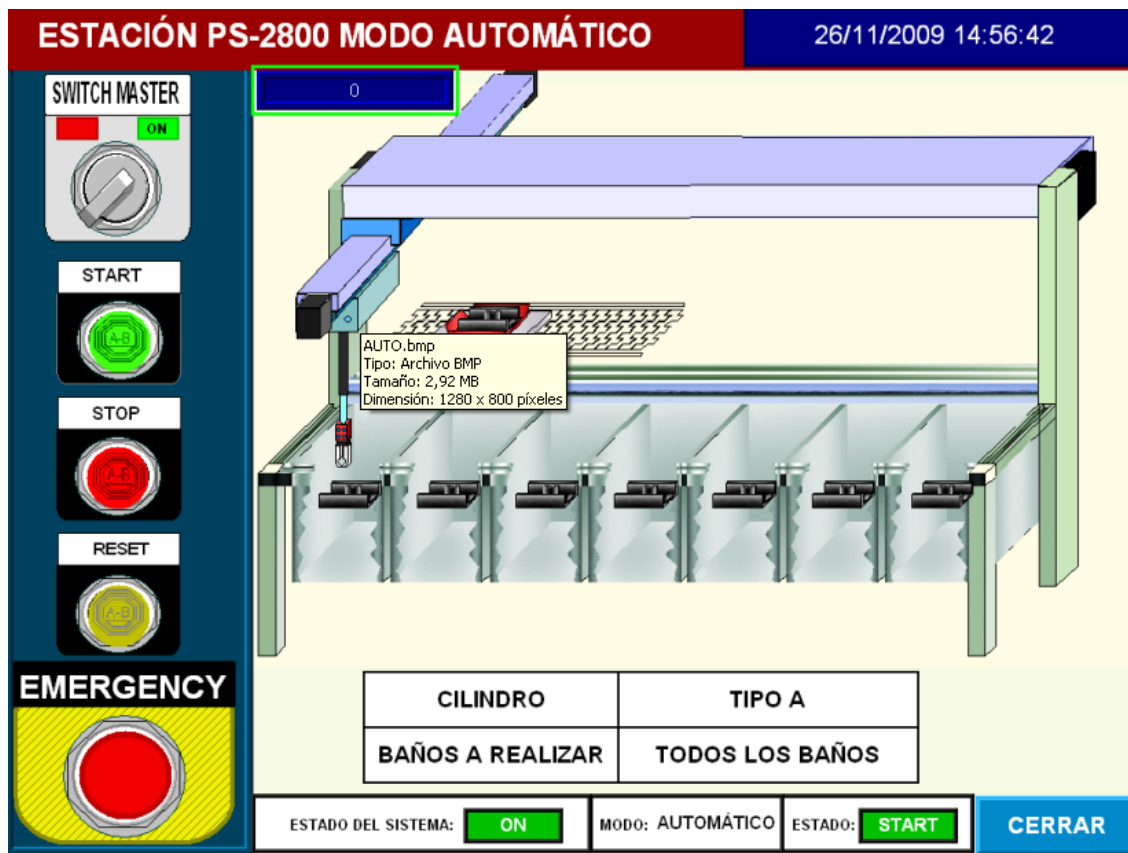 ESTACIÓN PS-2800 MODO AUTOMÁTICO
26/11/2009 14:56:42
SWITCH MASTER
ON
0
START
A-B
AUTO.bmp
Tipo: Archivo BMP
Tamaño: 2,92 MB
Dimensión: 1280 x 800 píxeles
STOP
A-B
RESET
A-B
EMERGENCY
CILINDRO
TIPO A
BAÑOS A REALIZAR
TODOS LOS BAÑOS
ESTADO DEL SISTEMA: ON
MODO: AUTOMÁTICO
ESTADO: START
CERRAR